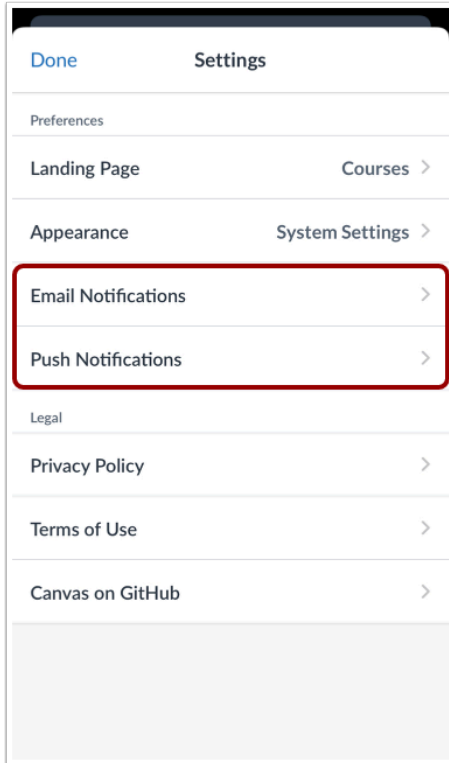 Done Settings
Preferences
Landing Page Courses
Appearance System Settings
Email Notifications
Push Notifications
Legal
Privacy Policy
Terms of Use
Canvas on GitHub